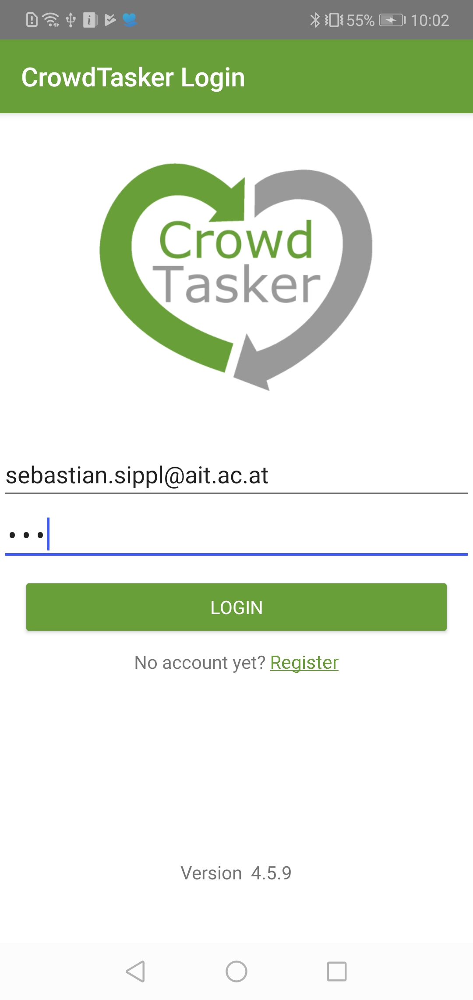 55% 10:02
CrowdTasker Login
Crowd
Tasker
sebastian.sippl@ait.ac.at
•••
LOGIN
No account yet? Register
Version 4.5.9